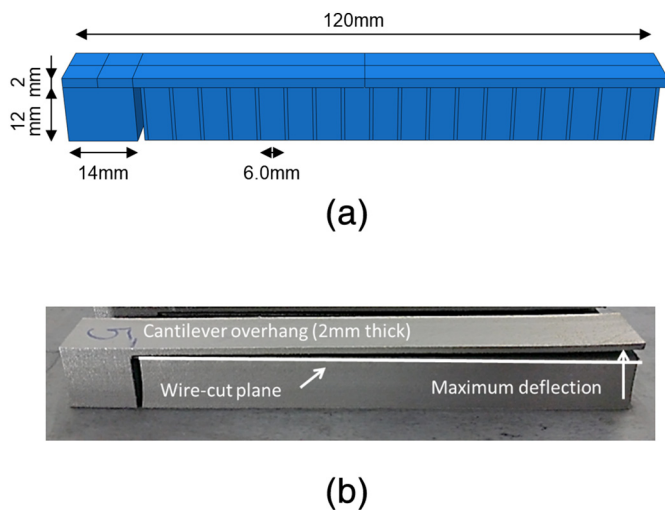 120mm
2
mm
12
mm
14mm
6.0mm
(a)
Cantilever overhang (2mm thick)
Wire-cut plane
Maximum deflection
(b)